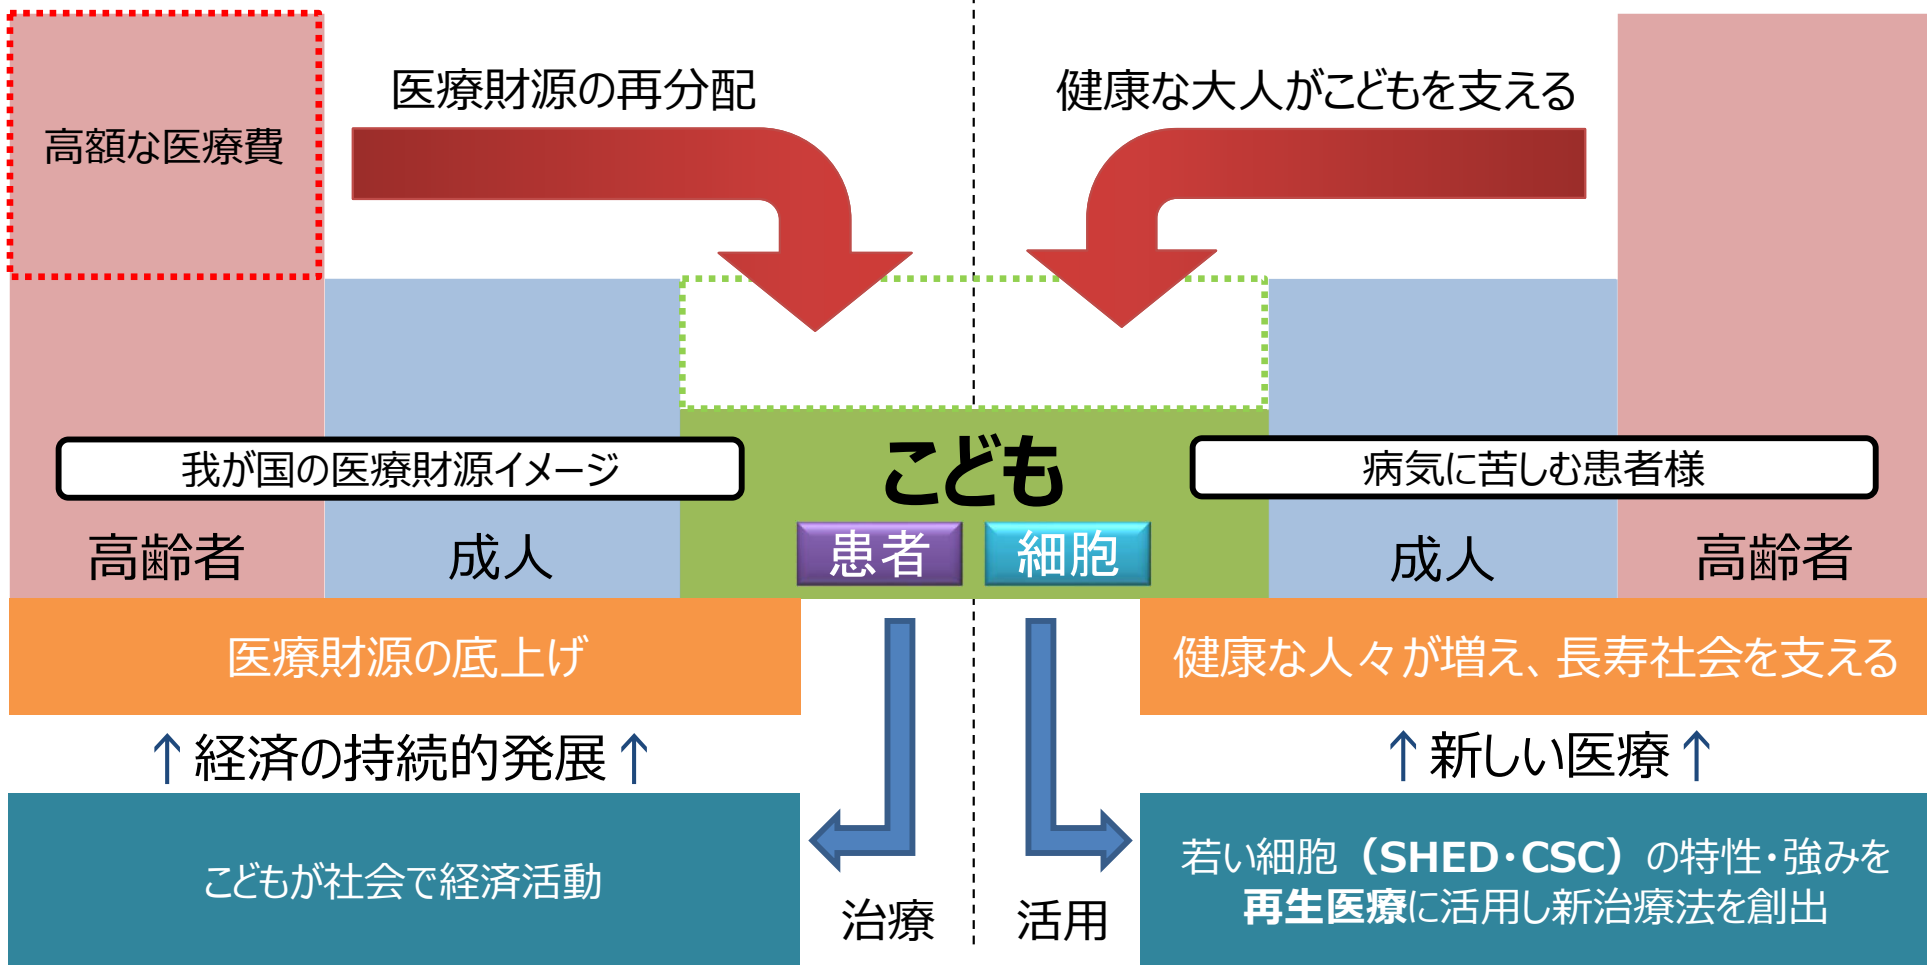 医療財源の再分配
健康な大人がこどもを支える
高額な医療費
こども
我が国の医療財源イメージ
病気に苦しむ患者様
高齢者
成人
患者
細胞
成人
高齢者
医療財源の底上げ
健康な人々が増え、長寿社会を支える
↑経済の持続的発展↑
↑新しい医療↑
こどもが社会で経済活動
若い細胞（SHED・CSC）の特性・強みを
再生医療に活用し新治療法を創出
治療
活用